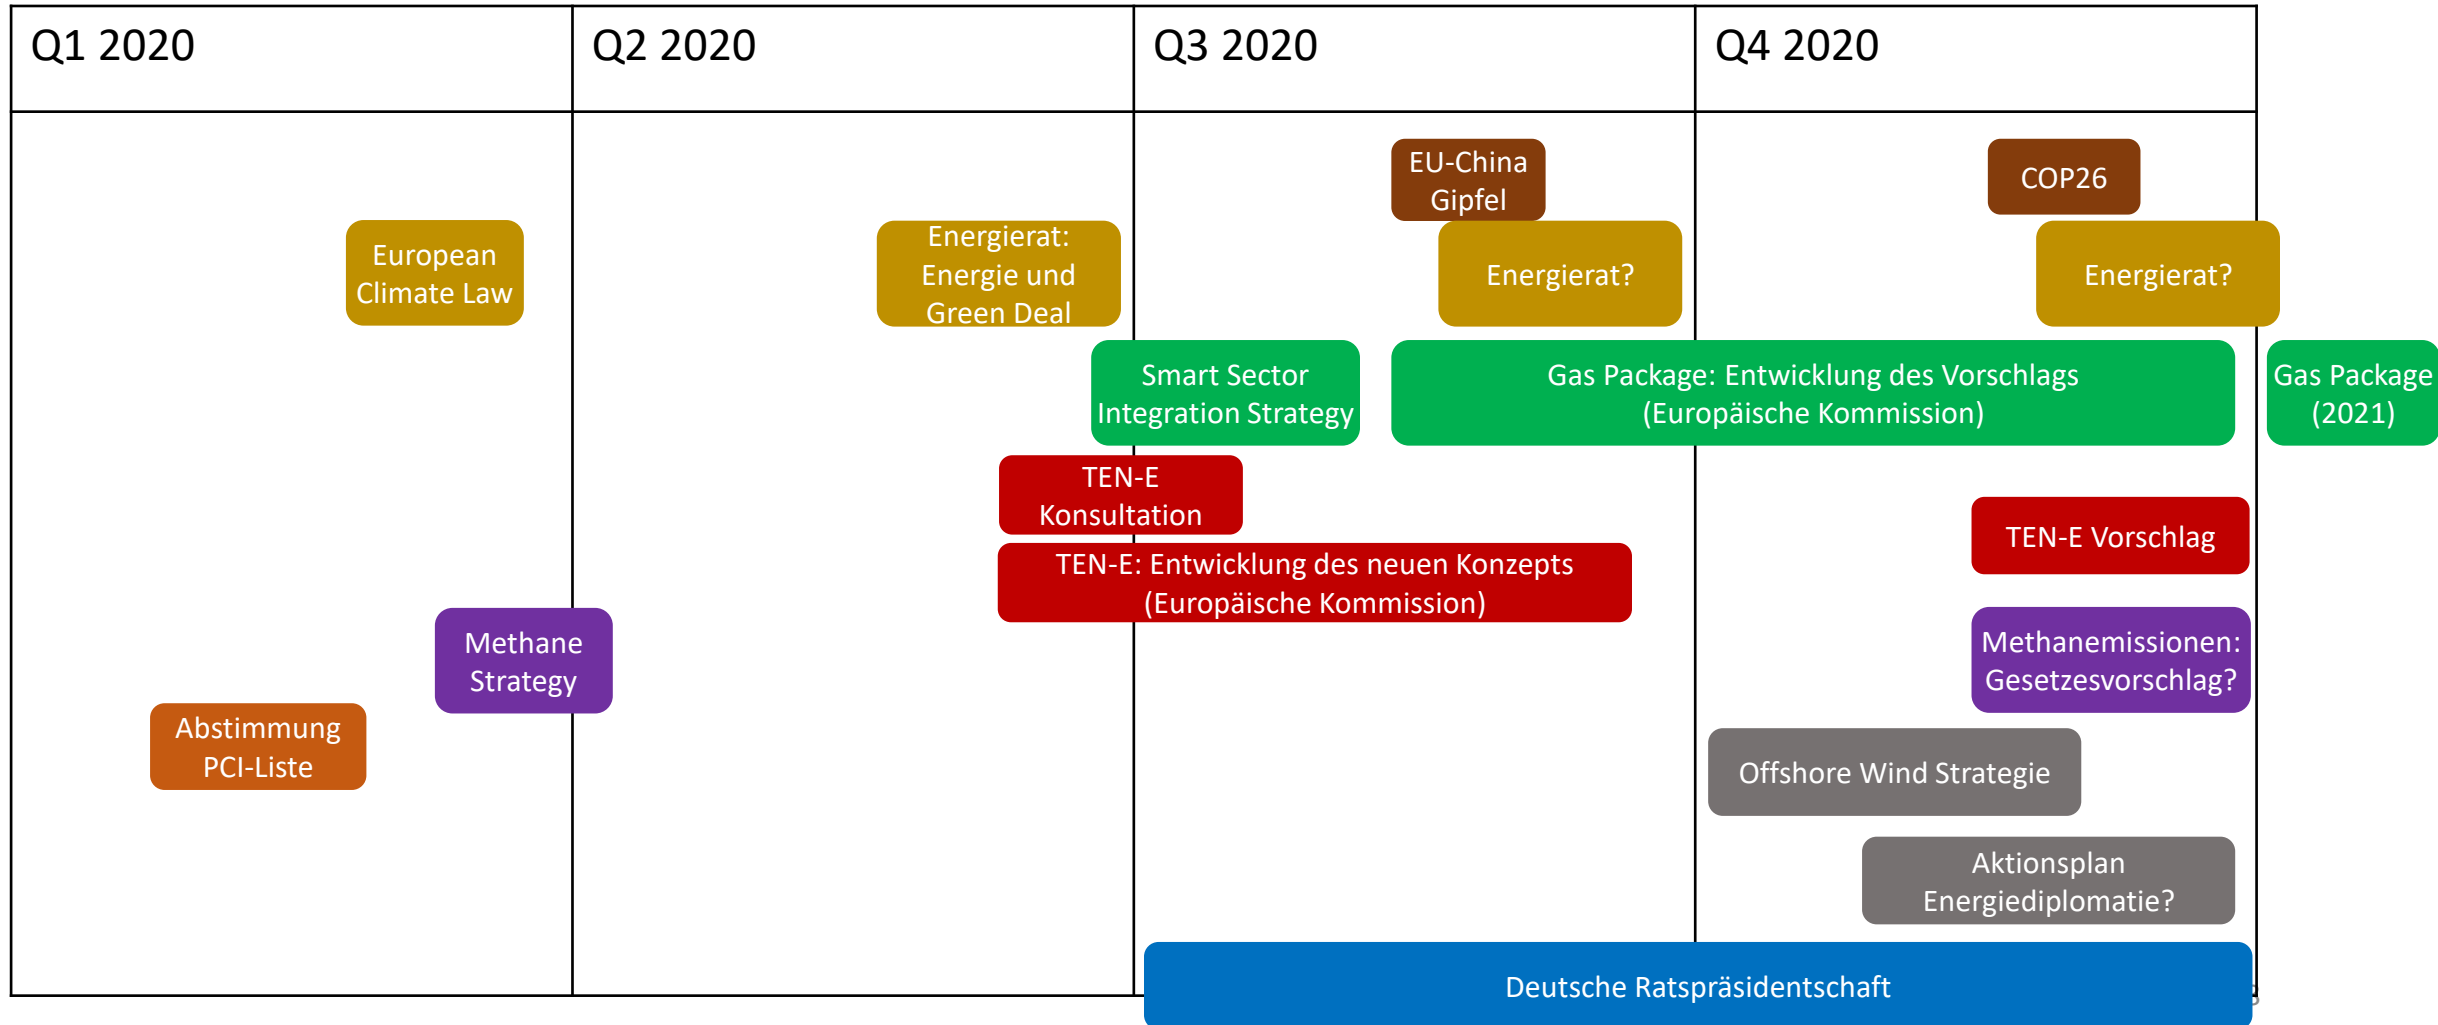 Q1 2020
Q2 2020
Q3 2020
Q4 2020
EU-China
Gipfel
COP26
European
Climate Law
Energierat:
Energie und
Green Deal
Energierat?
Energierat?
Smart Sector
Integration Strategy
Gas Package: Entwicklung des Vorschlags
(Europäische Kommission)
Gas Package
(2021)
TEN-E
Konsultation
TEN-E Vorschlag
TEN-E: Entwicklung des neuen Konzepts
(Europäische Kommission)
Methane
Strategy
Methanemissionen:
Gesetzesvorschlag?
Abstimmung
PCI-Liste
Offshore Wind Strategie
Aktionsplan
Energiediplomatie?
Deutsche Ratspräsidentschaft